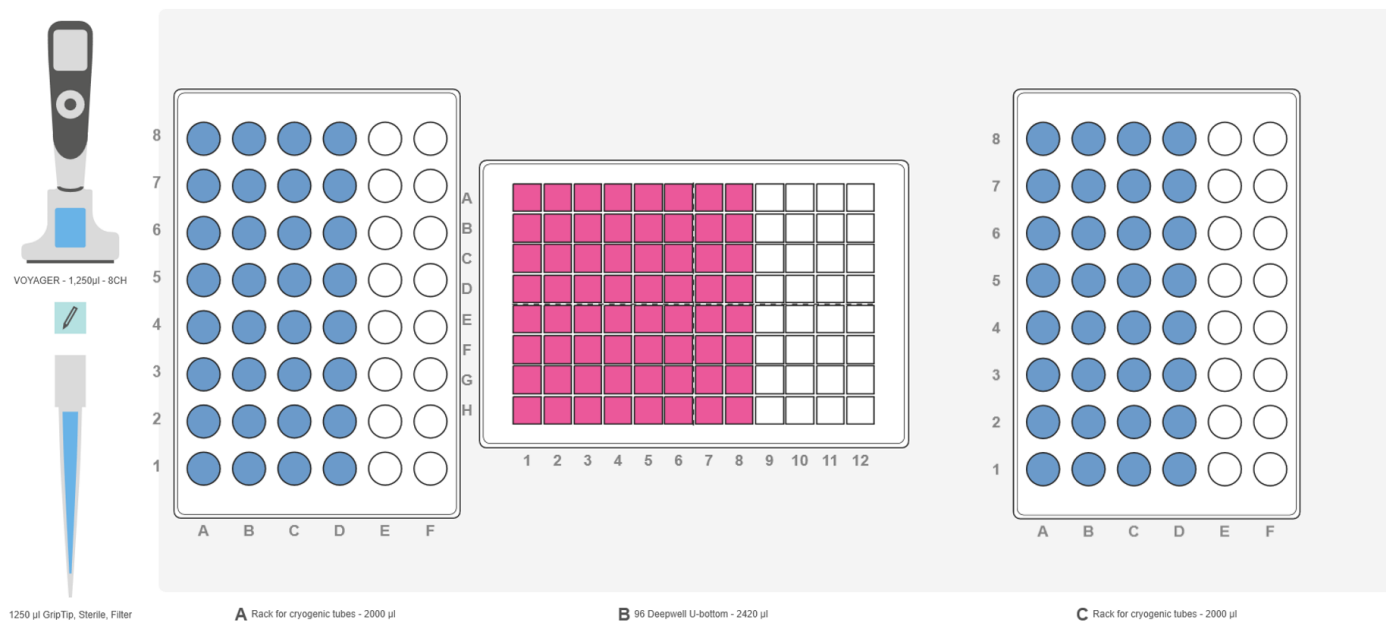 VOYAGER - 1,250µl - 8CH
1250 µl GripTip, Sterile, Filter
8
7
6
5
4
3
2
1
A B C D E F
A Rack for cryogenic tubes - 2000 µl
A
B
C
D
E
F
G
H
1 2 3 4 5 6 7 8 9 10 11 12
B 96 Deepwell U-bottom - 2420 µl
8
7
6
5
4
3
2
1
A B C D E F
C Rack for cryogenic tubes - 2000 µl